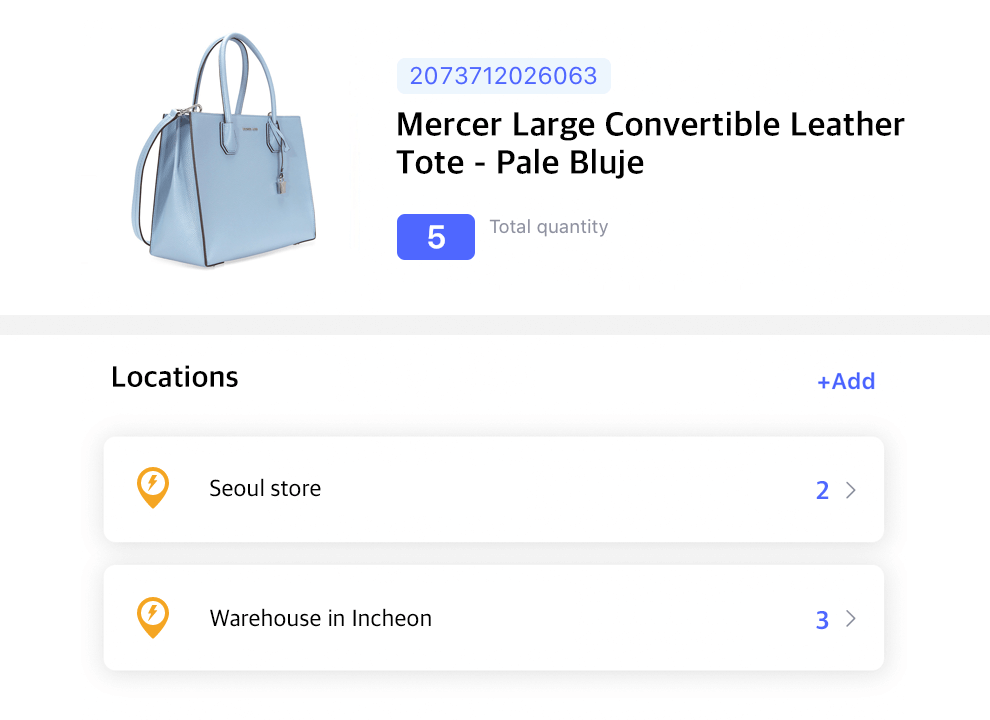 2073712026063
Mercer Large Convertible Leather
Tote - Pale Bluje
5 Total quantity
Locations
+Add
Seoul store 2
Warehouse in Incheon 3